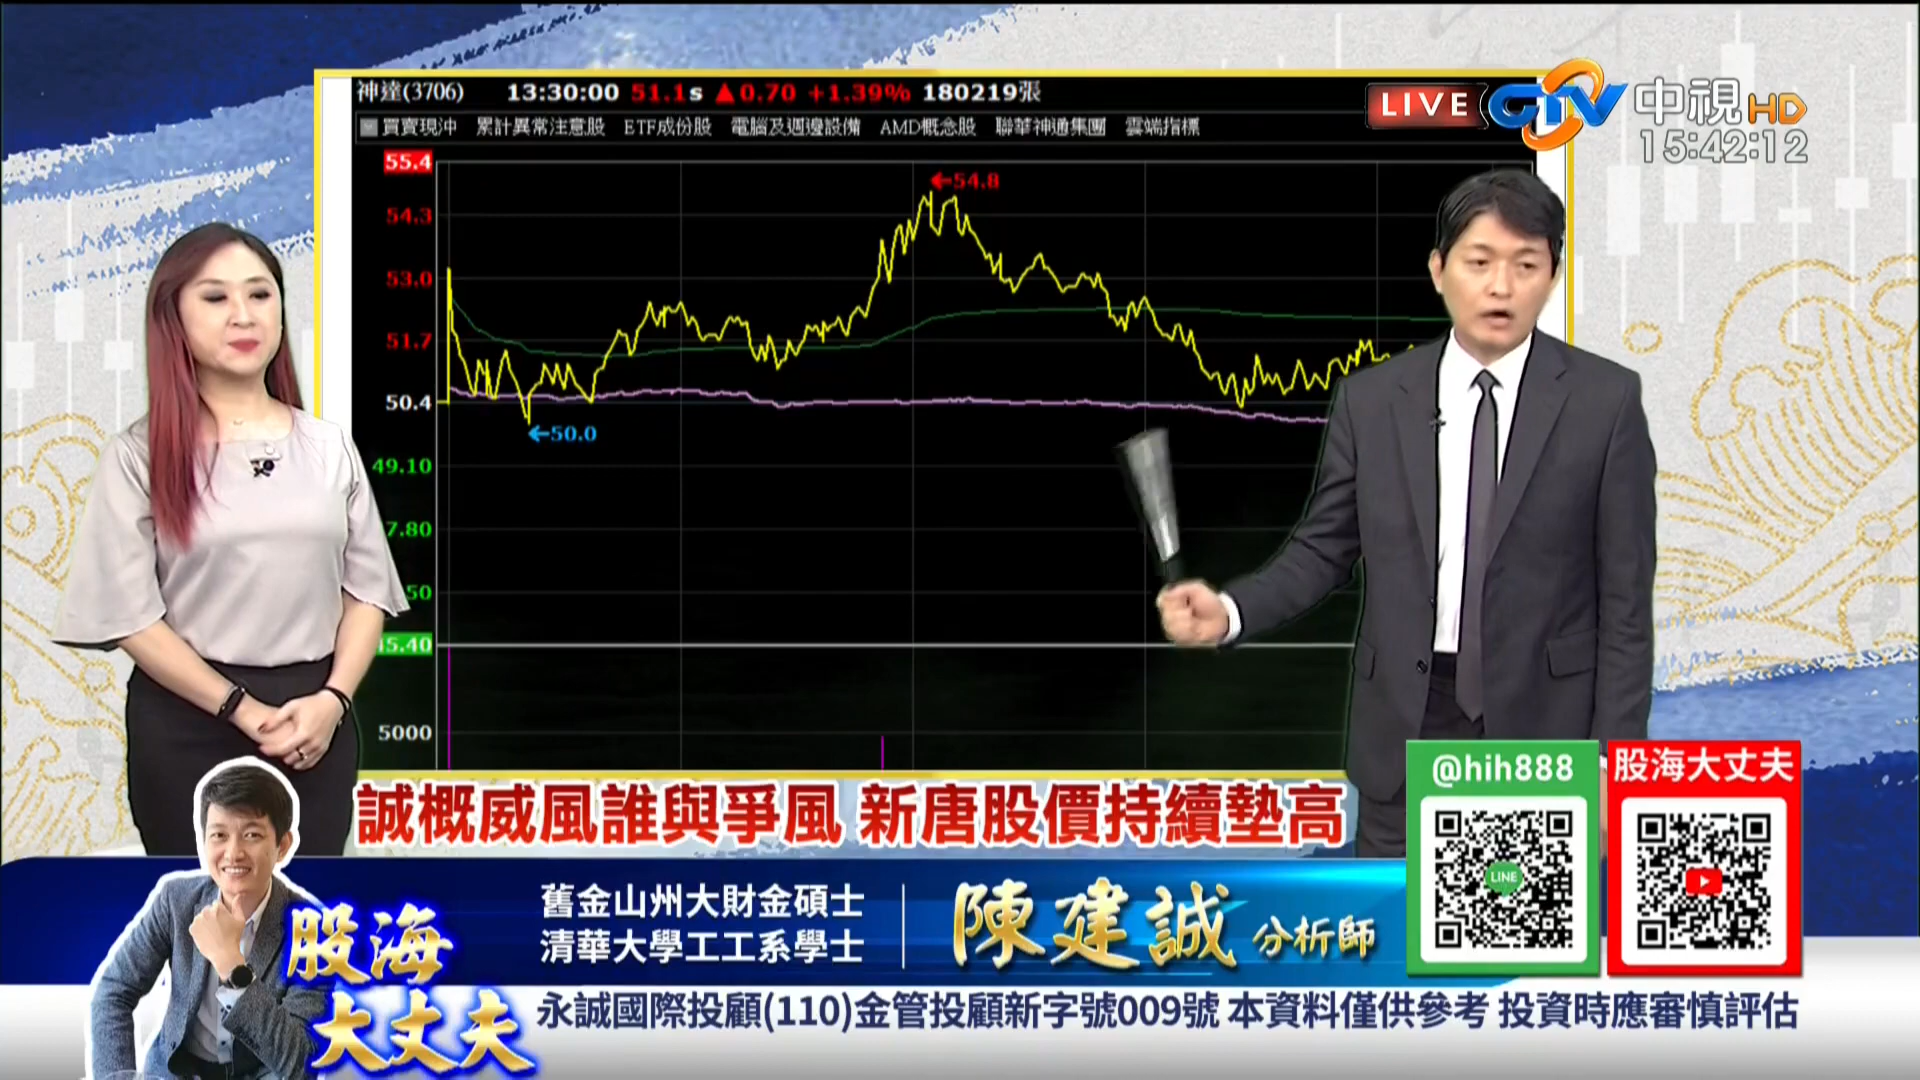 神達(3706) 13:30:00 51.1s ▲0.70 +1.39% 180219張
買賣現沖 累計異常注意股 ETF成份股 電腦及週邊設備 AMD概念股 聯華神通集團 雲端指標
LIVE CTV 中視HD
15:42:12
55.4
54.8
54.3
53.0
51.7
50.4
50.0
49.10
7.80
50
45.40
5000
誠概威風誰與爭風 新唐股價持續墊高
@hih888
LINE
股海大丈夫
股海
大丈夫
舊金山州大財金碩士
清華大學工工系學士
陳建誠 分析師
永誠國際投顧(110)金管投顧新字號009號 本資料僅供參考 投資時應審慎評估